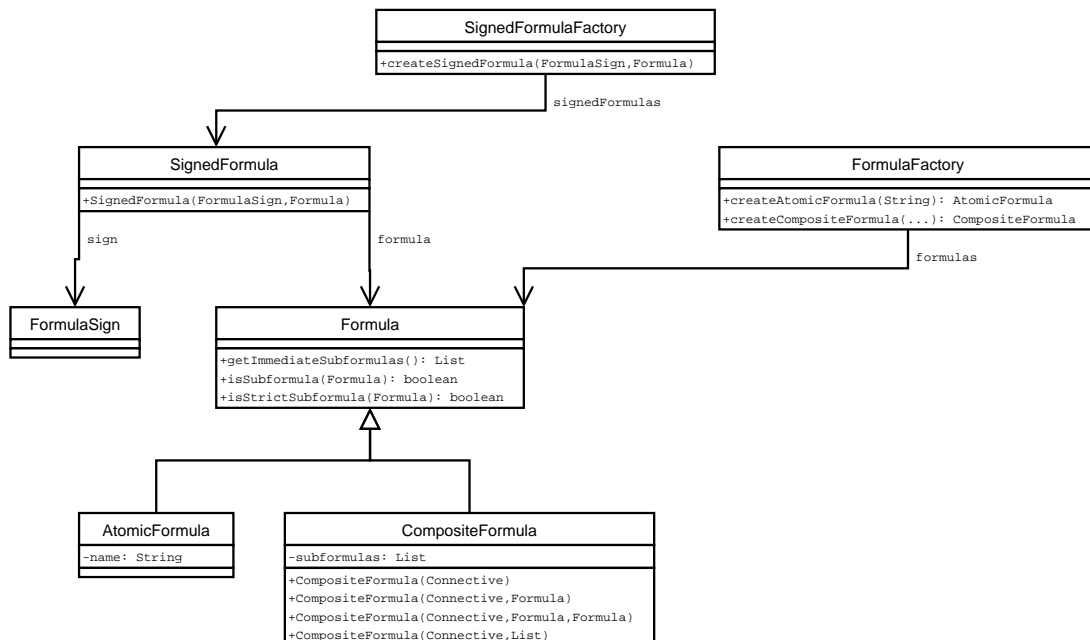 SignedFormulaFactory
+createSignedFormula(FormulaSign,Formula)
signedFormulas
SignedFormula
+SignedFormula(FormulaSign,Formula)
FormulaFactory
+createAtomicFormula(String): AtomicFormula
+createCompositeFormula(...): CompositeFormula
sign
formula
formulas
FormulaSign
Formula
+getImmediateSubformulas(): List
+isSubformula(Formula): boolean
+isStrictSubformula(Formula): boolean
AtomicFormula
-name: String
CompositeFormula
-subformulas: List
+CompositeFormula(Connective)
+CompositeFormula(Connective,Formula)
+CompositeFormula(Connective,Formula,Formula)
+CompositeFormula(Connective,List)